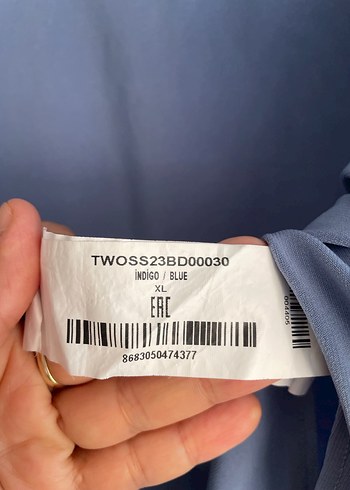 TWOSS23BD00030
İNDİGO / BLUE
XL
EAC
8683050474377